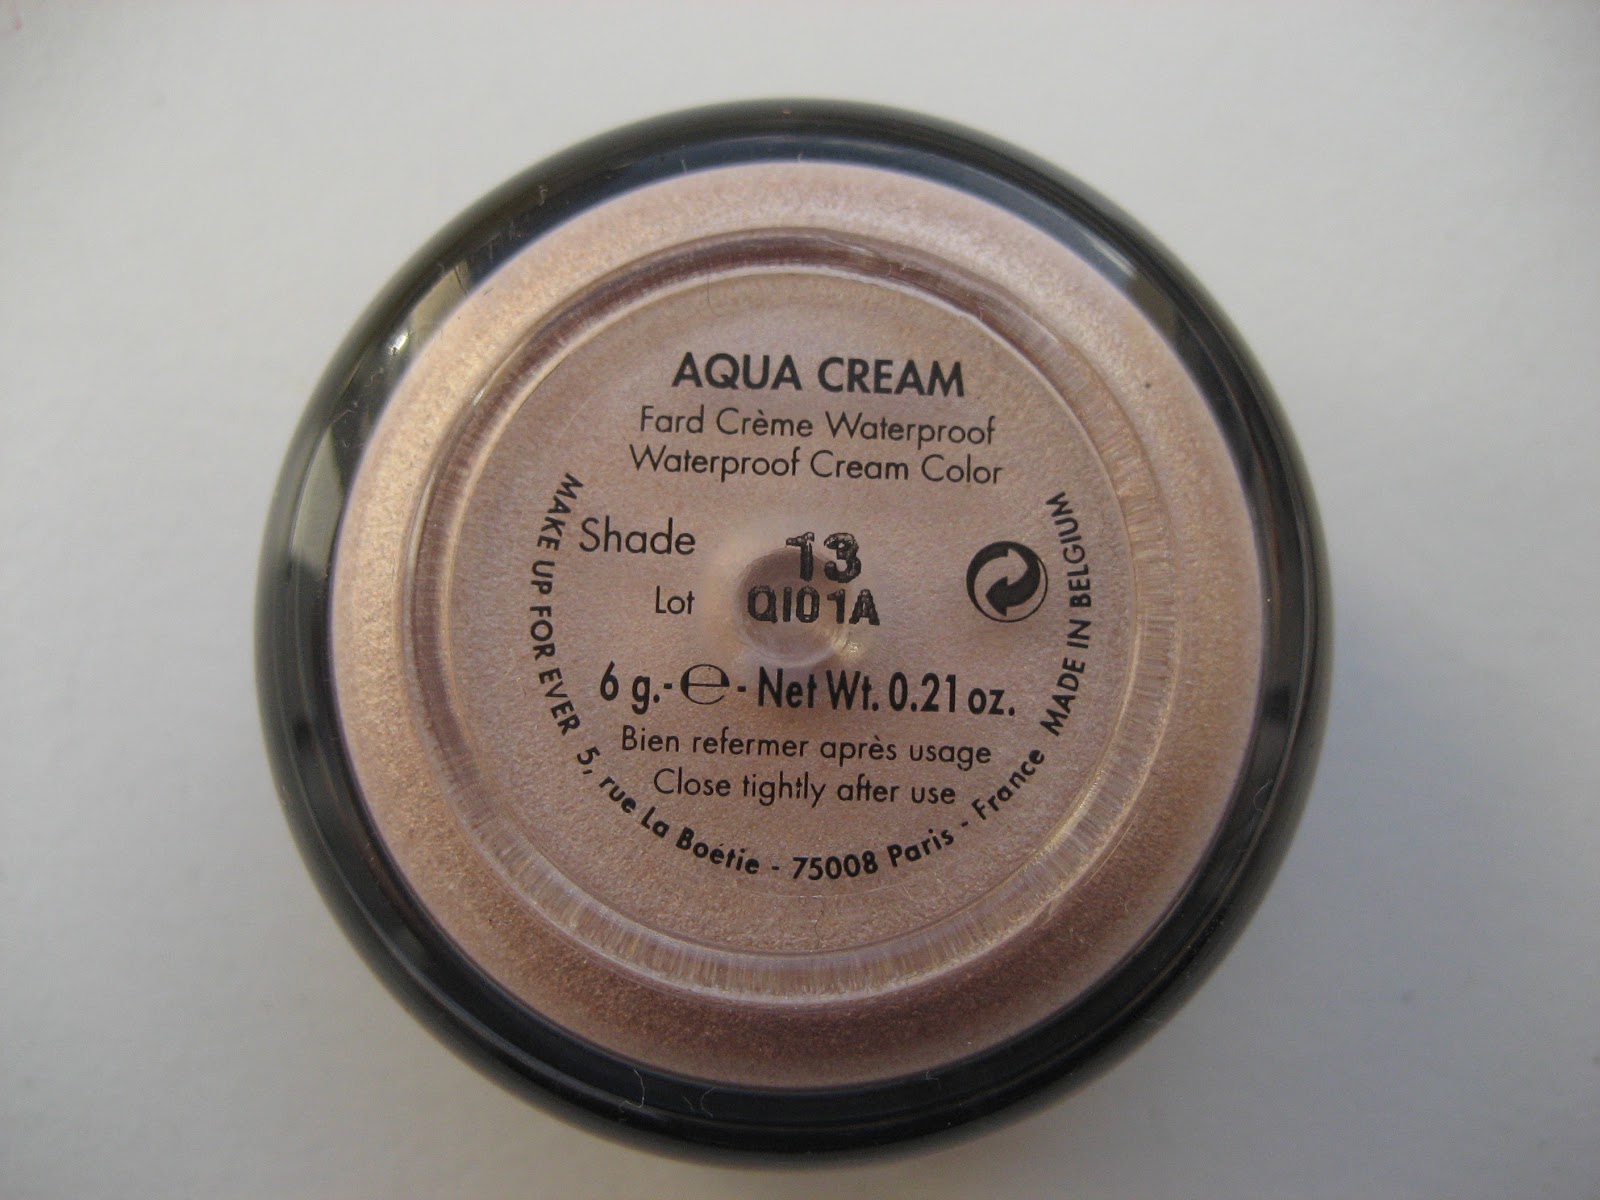 AQUA CREAM
Fard Crème Waterproof
Waterproof Cream Color
Shade 13
Lot QI01A
6 g.-℮- Net Wt. 0.21 oz.
Bien refermer après usage
Close tightly after use
MAKE UP FOR EVER 5, rue La Boétie - 75008 Paris - France MADE IN BELGIUM